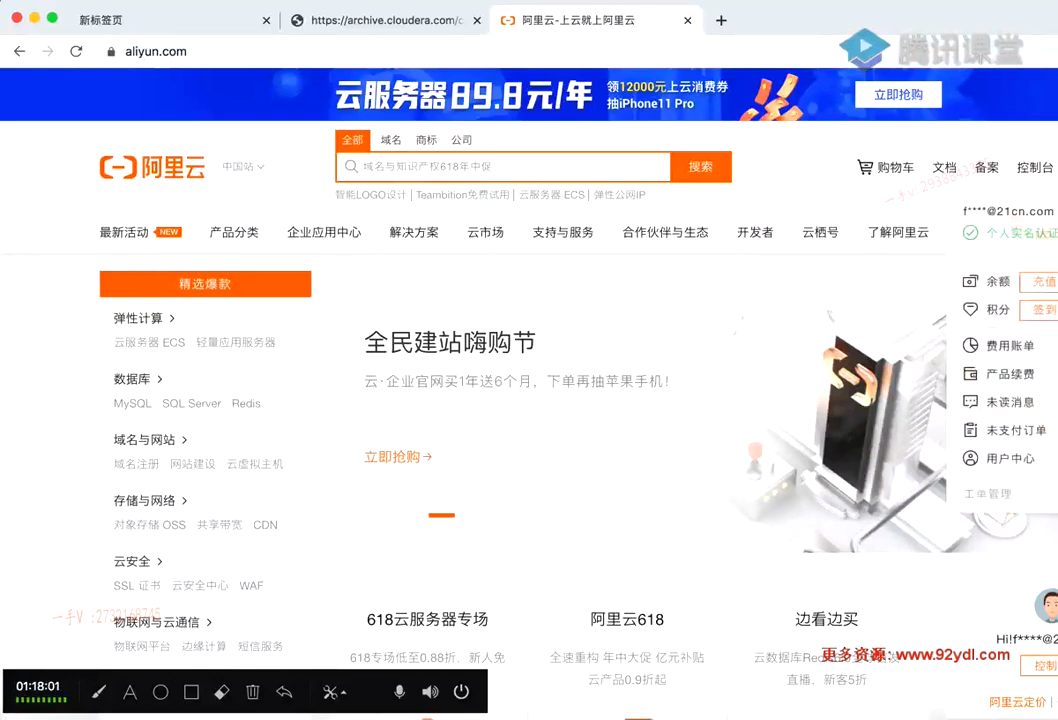 新标签页
https://archive.cloudera.com/c
阿里云-上云就上阿里云
aliyun.com
腾讯课堂
云服务器89.8元/年
领12000元上云消费券
抽iPhone11 Pro
立即抢购
全部 域名 商标 公司
阿里云
中国站
域名与知识产权618年中促
搜索
购物车 文档 备案 控制台
智能LOGO设计 | Teambition免费试用 | 云服务器 ECS | 弹性公网IP
f****@21cn.com
最新活动 NEW 产品分类 企业应用中心 解决方案 云市场 支持与服务 合作伙伴与生态 开发者 云栖号 了解阿里云
个人实名认证
精选爆款
余额 充值
积分 签到
弹性计算 >
云服务器 ECS 轻量应用服务器
全民建站嗨购节
云·企业官网买1年送6个月，下单再抽苹果手机！
立即抢购→
费用账单
产品续费
未读消息
未支付订单
用户中心
工单管理
数据库 >
MySQL SQL Server Redis
域名与网站 >
域名注册 网站建设 云虚拟主机
存储与网络 >
对象存储 OSS 共享带宽 CDN
云安全 >
SSL 证书 云安全中心 WAF
一手V :2732168745
物联网与云通信 >
物联网平台 边缘计算 短信服务
618云服务器专场
618专场低至0.88折，新人免
阿里云618
全速重构 年中大促 亿元补贴
云产品0.9折起
边看边买
云数据库Red
直播，新客5折
Hi!f****@2
更多资源: www.92ydl.com
控制
阿里云定价 |
01:18:01